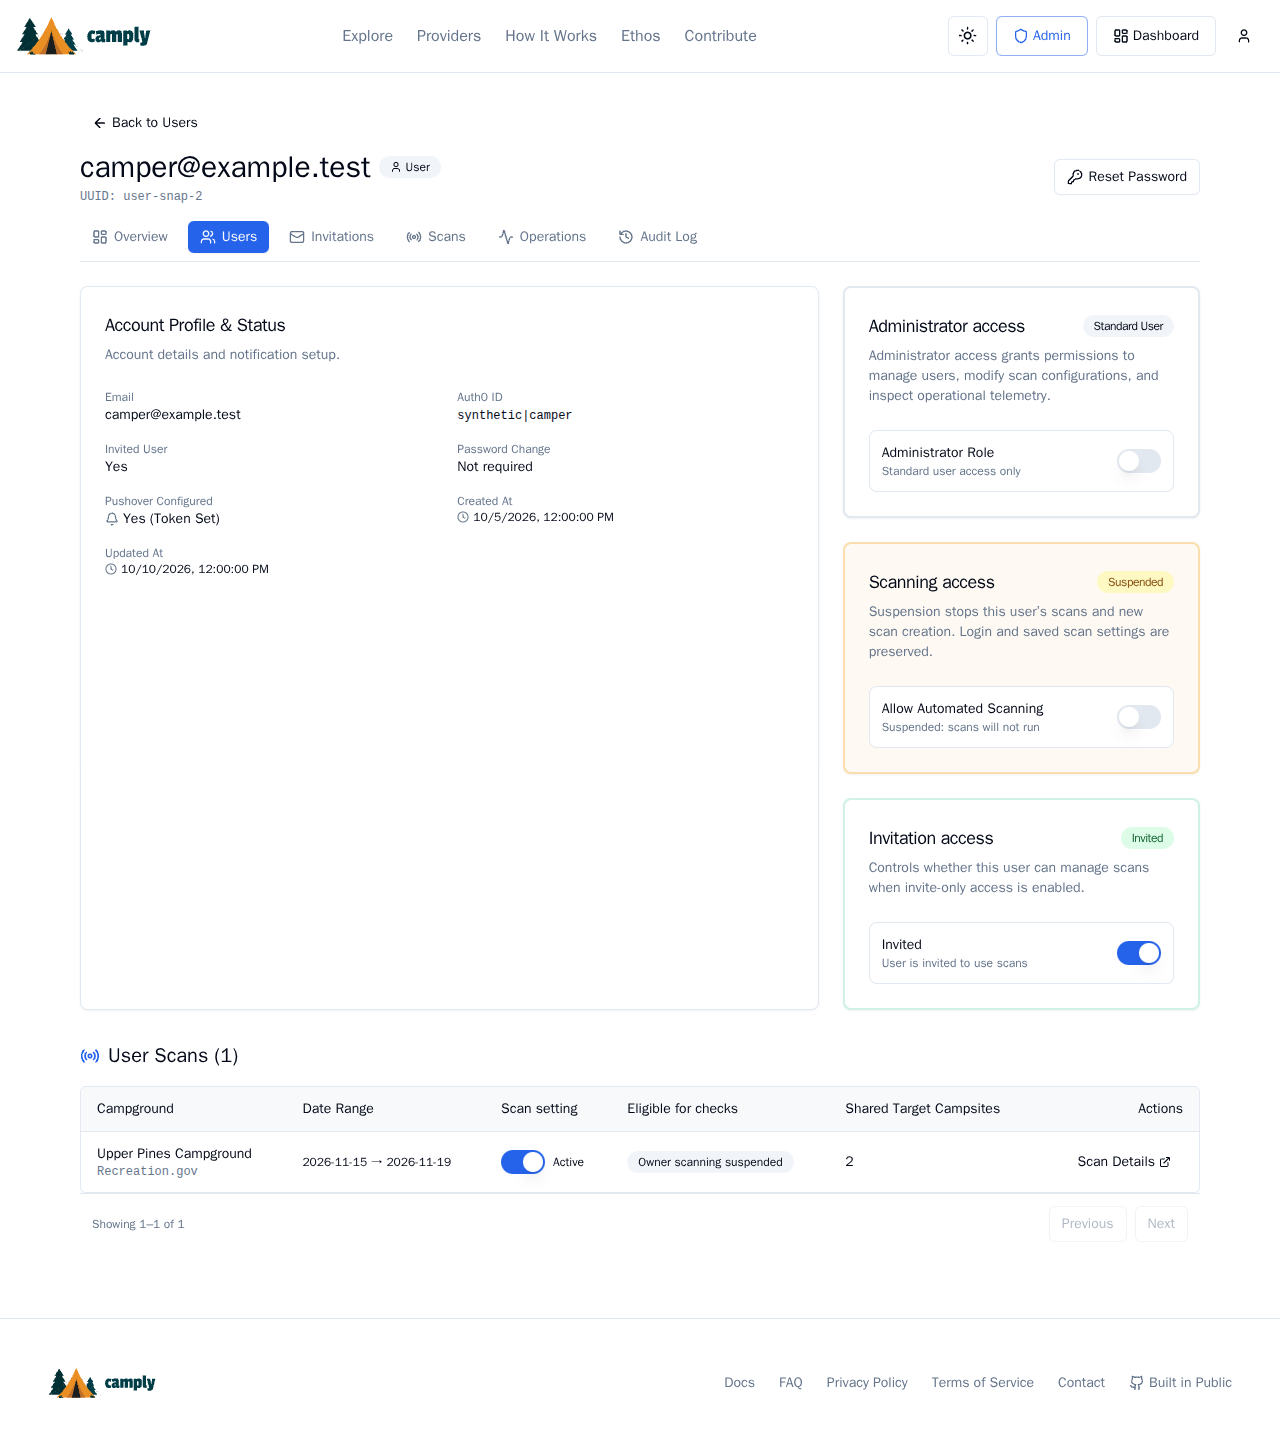 camply
Explore
Providers
How It Works
Ethos
Contribute
Admin
Dashboard
Back to Users
camper@example.test
User
UUID: user-snap-2
Reset Password
Overview
Users
Invitations
Scans
Operations
Audit Log
Account Profile & Status
Account details and notification setup.
Email
camper@example.test
Auth0 ID
synthetic|camper
Invited User
Yes
Password Change
Not required
Pushover Configured
Yes (Token Set)
Created At
10/5/2026, 12:00:00 PM
Updated At
10/10/2026, 12:00:00 PM
Administrator access
Standard User
Administrator access grants permissions to
manage users, modify scan configurations, and
inspect operational telemetry.
Administrator Role
Standard user access only
Scanning access
Suspended
Suspension stops this user's scans and new
scan creation. Login and saved scan settings are
preserved.
Allow Automated Scanning
Suspended: scans will not run
Invitation access
Invited
Controls whether this user can manage scans
when invite-only access is enabled.
Invited
User is invited to use scans
User Scans (1)
Campground
Date Range
Scan setting
Eligible for checks
Shared Target Campsites
Actions
Upper Pines Campground
Recreation.gov
2026-11-15 → 2026-11-19
Active
Owner scanning suspended
2
Scan Details
Showing 1–1 of 1
Previous
Next
camply
Docs
FAQ
Privacy Policy
Terms of Service
Contact
Built in Public